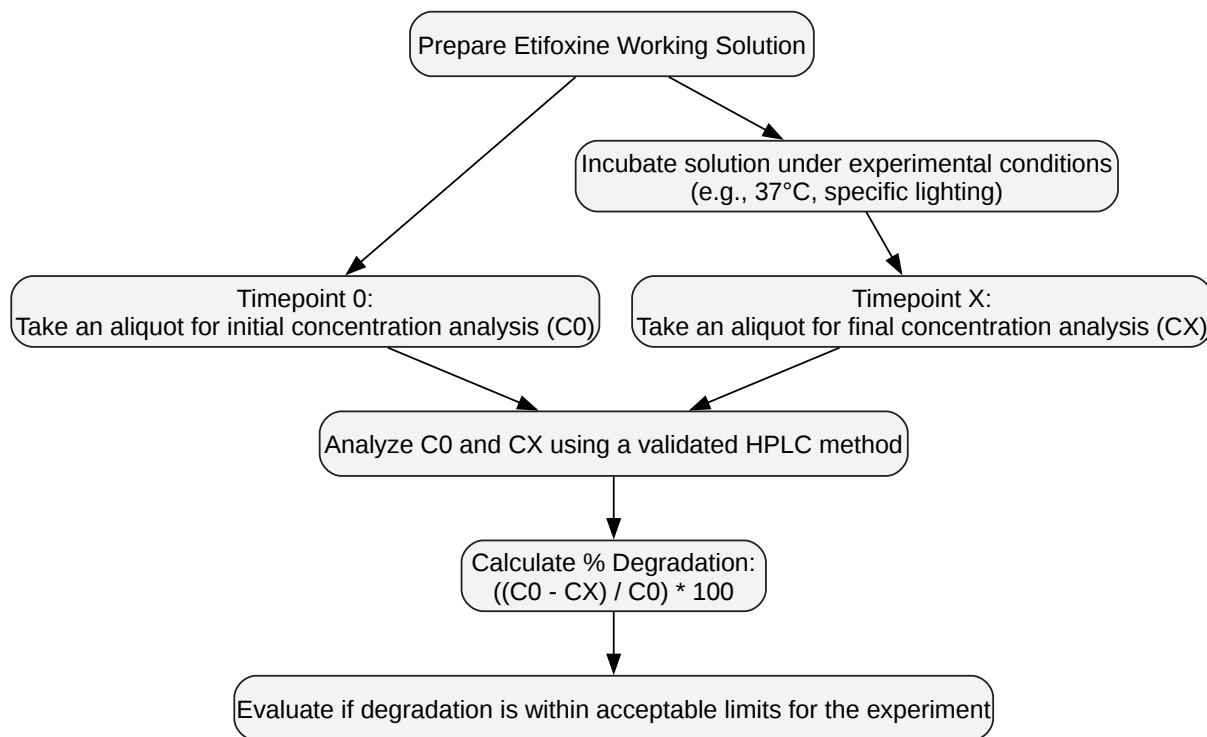 Prepare Etifoxine Working Solution
Incubate solution under experimental conditions
(e.g., 37°C, specific lighting)
Timepoint 0:
Take an aliquot for initial concentration analysis (C0)
Timepoint X:
Take an aliquot for final concentration analysis (CX)
Analyze C0 and CX using a validated HPLC method
Calculate % Degradation:
((C0 - CX) / C0) * 100
Evaluate if degradation is within acceptable limits for the experiment